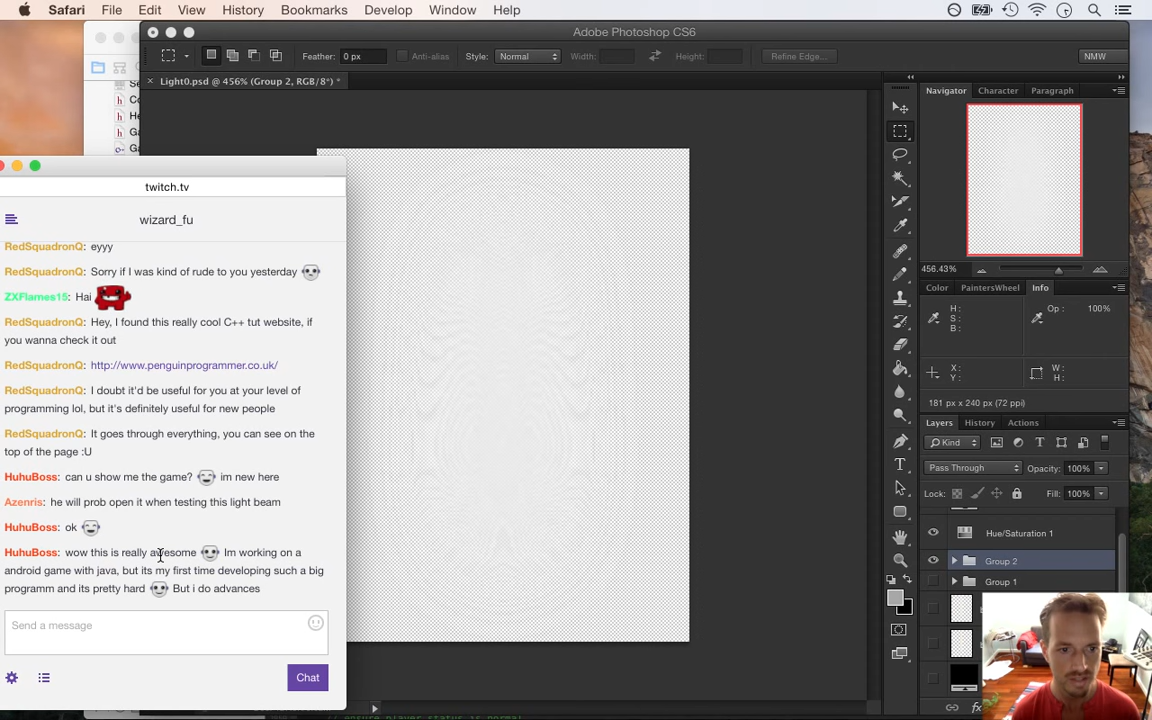 Safari File Edit View History Bookmarks Develop Window Help
Adobe Photoshop CS6
Feather: 0 px Anti-alias Style: Normal Width: Height: Refine Edge... NMW
× Light0.psd @ 456% (Group 2, RGB/8*) *
Navigator Character Paragraph
456.43%
Color PaintersWheel Info
H:
S:
B:
Op: 100%
X:
Y:
W:
H:
181 px x 240 px (72 ppi)
Layers History Actions
Kind
Pass Through Opacity: 100%
Lock: Fill: 100%
Hue/Saturation 1
Group 2
Group 1
twitch.tv
wizard_fu
RedSquadronQ: eyyy
RedSquadronQ: Sorry if I was kind of rude to you yesterday
ZXFlames15: Hai
RedSquadronQ: Hey, I found this really cool C++ tut website, if
you wanna check it out
RedSquadronQ: http://www.penguinprogrammer.co.uk/
RedSquadronQ: I doubt it'd be useful for you at your level of
programming lol, but it's definitely useful for new people
RedSquadronQ: It goes through everything, you can see on the
top of the page :U
HuhuBoss: can u show me the game? im new here
Azenris: he will prob open it when testing this light beam
HuhuBoss: ok
HuhuBoss: wow this is really awesome Im working on a
android game with java, but its my first time developing such a big
programm and its pretty hard But i do advances
Send a message
Chat